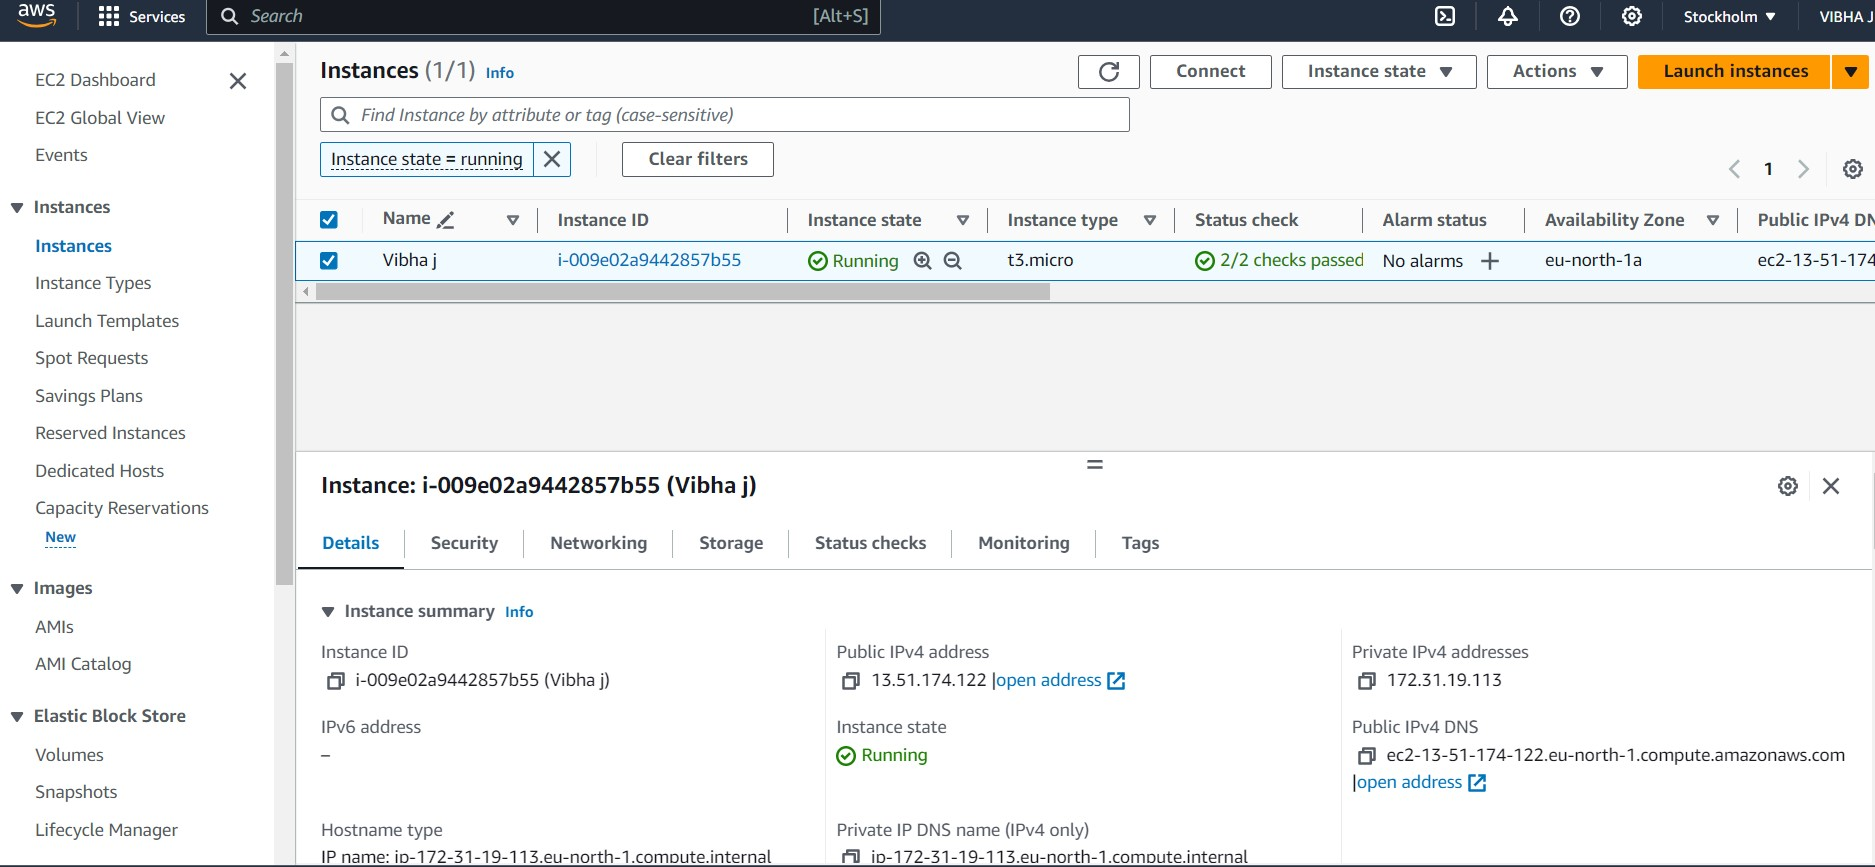 aws
Services
Search
[Alt+S]
Stockholm
VIBHA J
EC2 Dashboard
EC2 Global View
Events
Instances
Instances
Instance Types
Launch Templates
Spot Requests
Savings Plans
Reserved Instances
Dedicated Hosts
Capacity Reservations
New
Images
AMIs
AMI Catalog
Elastic Block Store
Volumes
Snapshots
Lifecycle Manager
Instances (1/1) Info
Connect
Instance state
Actions
Launch instances
Find Instance by attribute or tag (case-sensitive)
Instance state = running
Clear filters
1
Name Instance ID Instance state Instance type Status check Alarm status Availability Zone Public IPv4 DN
Vibha j i-009e02a9442857b55 Running t3.micro 2/2 checks passed No alarms + eu-north-1a ec2-13-51-174
Instance: i-009e02a9442857b55 (Vibha j)
Details
Security
Networking
Storage
Status checks
Monitoring
Tags
Instance summary Info
Instance ID
i-009e02a9442857b55 (Vibha j)
Public IPv4 address
13.51.174.122 |open address
Private IPv4 addresses
172.31.19.113
IPv6 address
–
Instance state
Running
Public IPv4 DNS
ec2-13-51-174-122.eu-north-1.compute.amazonaws.com
|open address
Hostname type
IP name: ip-172-31-19-113.eu-north-1.compute.internal
Private IP DNS name (IPv4 only)
ip-172-31-19-113.eu-north-1.compute.internal